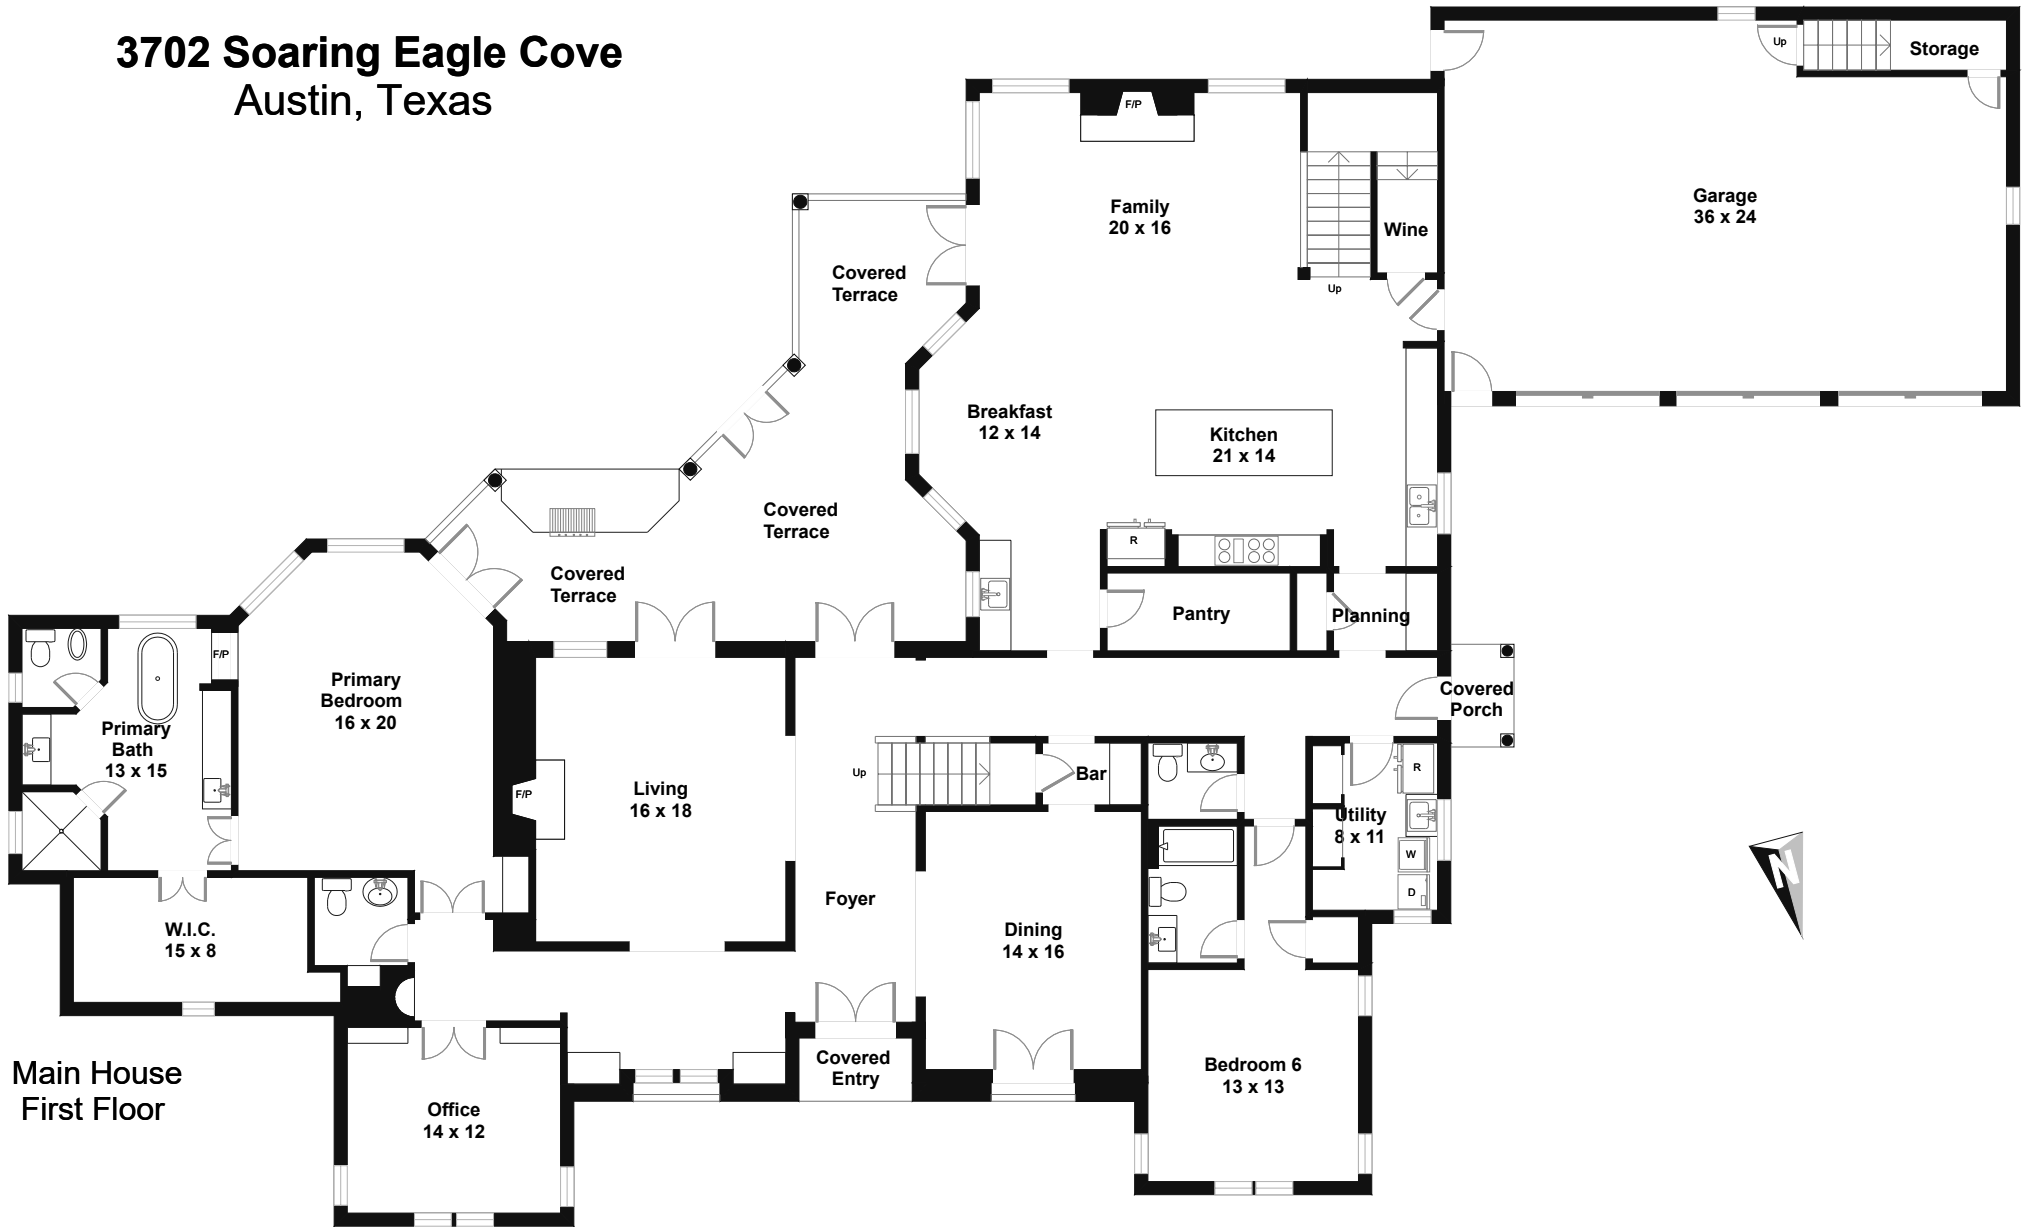 3702 Soaring Eagle Cove
Austin, Texas
Up
Storage
F/P
Garage
36 x 24
Family
20 x 16
Wine
Covered
Terrace
Up
Breakfast
12 x 14
Kitchen
21 x 14
Covered
Terrace
R
Covered
Terrace
Pantry
Planning
F/P
Primary
Bedroom
16 x 20
Covered
Porch
Primary
Bath
13 x 15
Up
Bar
R
F/P
Living
16 x 18
Utility
8 x 11
W
D
N
Foyer
W.I.C.
15 x 8
Dining
14 x 16
Covered
Entry
Bedroom 6
13 x 13
Main House
First Floor
Office
14 x 12